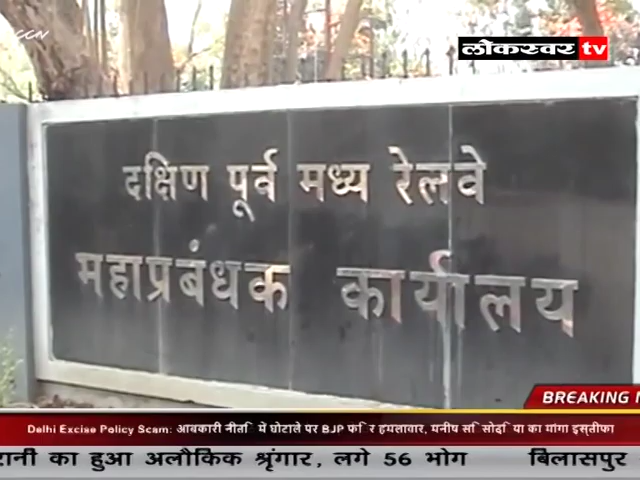 CCN
लोकस्वर tv
दक्षिण पूर्व मध्य रेलवे
महाप्रबंधक कार्यालय
BREAKING
Delhi Excise Policy Scam: आबकारी नीति में घोटाले पर BJP फिर हमलावर, मनीष सिसोदिया का मांगा इस्तीफा
रानी का हुआ अलौकिक श्रृंगार, लगे 56 भोग बिलासपुर